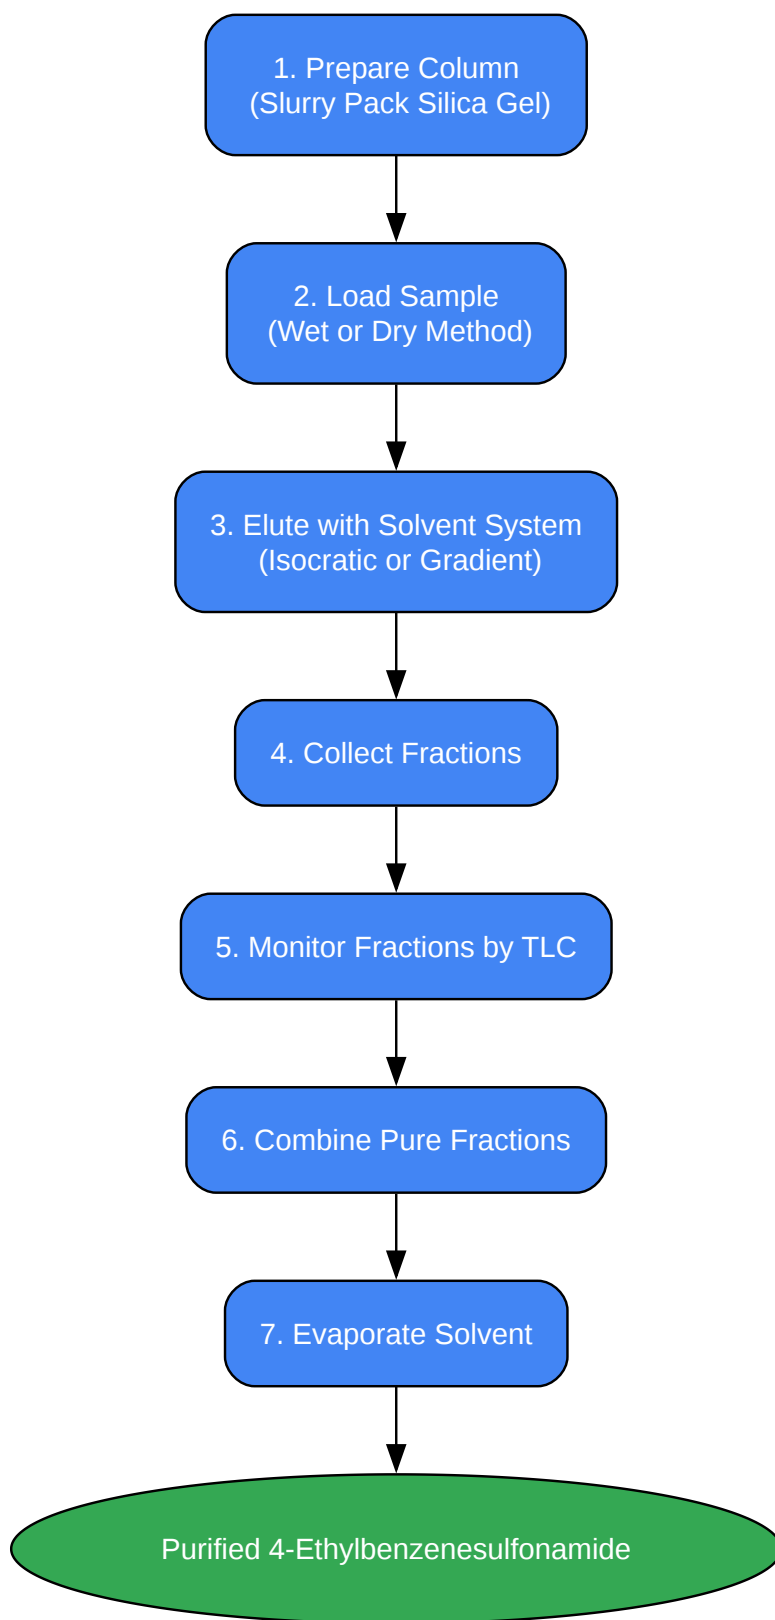 1. Prepare Column
(Slurry Pack Silica Gel)
2. Load Sample
(Wet or Dry Method)
3. Elute with Solvent System
(Isocratic or Gradient)
4. Collect Fractions
5. Monitor Fractions by TLC
6. Combine Pure Fractions
7. Evaporate Solvent
Purified 4-Ethylbenzenesulfonamide